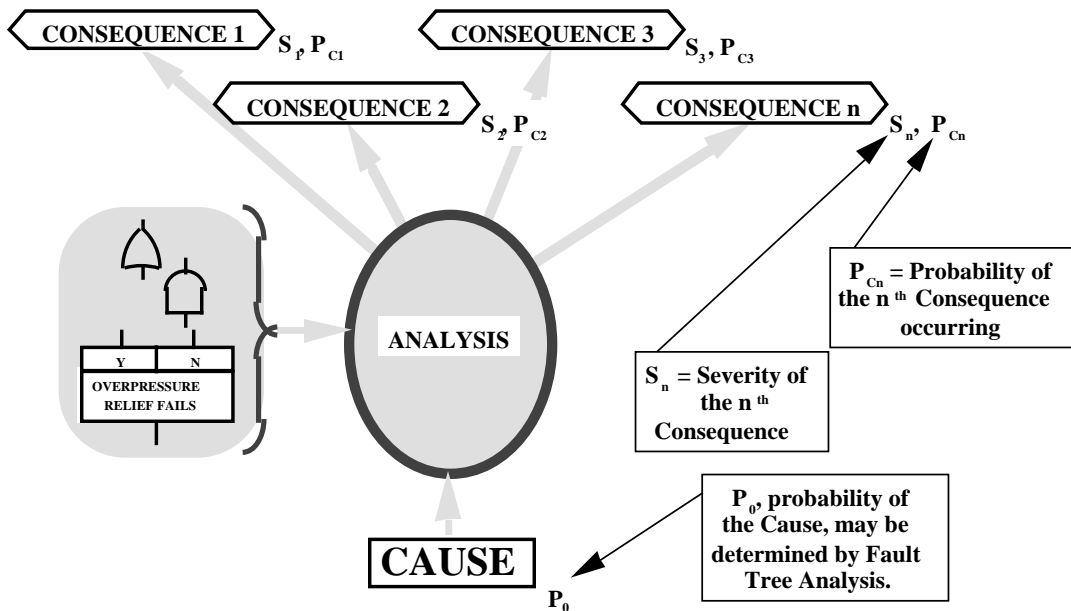 CONSEQUENCE 1
S1, PC1
CONSEQUENCE 3
S3, PC3
CONSEQUENCE 2
S2, PC2
CONSEQUENCE n
Sn, PCn
PCn = Probability of
the n th Consequence
occurring
ANALYSIS
Y N
OVERPRESSURE
RELIEF FAILS
Sn = Severity of
the n th
Consequence
CAUSE
P0
P0, probability of
the Cause, may be
determined by Fault
Tree Analysis.